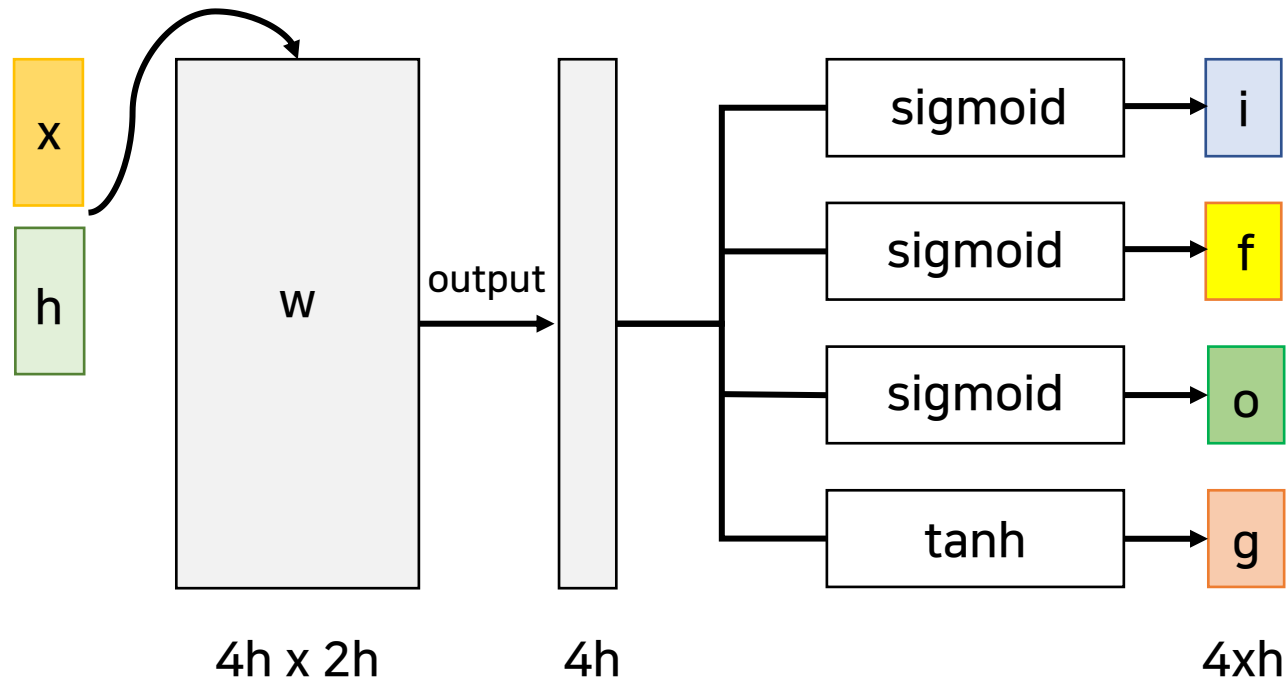 x
h
w
4h x 2h
output
4h
sigmoid
i
sigmoid
f
sigmoid
o
tanh
g
4xh